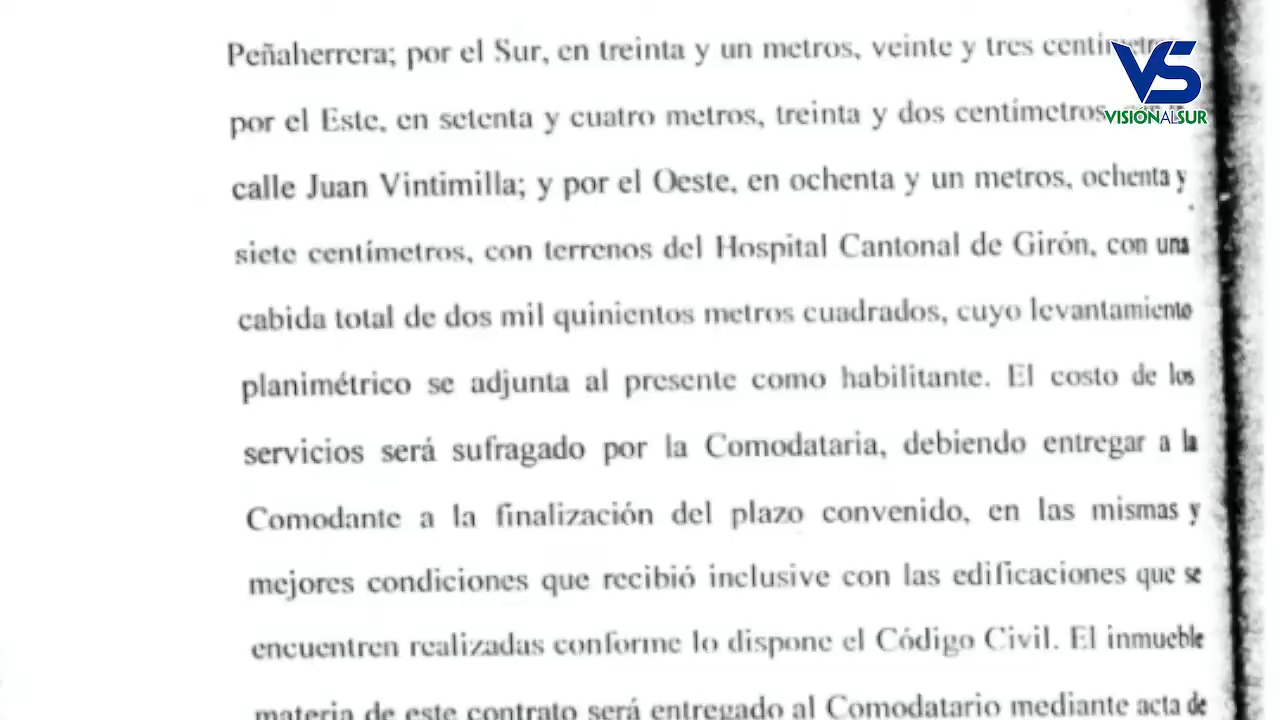 Peñaherrera; por el Sur, en treinta y un metros, veinte y tres
VS
VISIÓNALSUR
por el Este, en setenta y cuatro metros, treinta y dos centímetros
calle Juan Vintimilla; y por el Oeste, en ochenta y un metros, ochenta y
siete centímetros, con terrenos del Hospital Cantonal de Girón, con una
cabida total de dos mil quinientos metros cuadrados, cuyo levantamiento
planimétrico se adjunta al presente como habilitante. El costo de los
servicios será sufragado por la Comodataria, debiendo entregar a la
Comodante a la finalización del plazo convenido, en las mismas y
mejores condiciones que recibió inclusive con las edificaciones que se
encuentren realizadas conforme lo dispone el Código Civil. El inmueble
materia de este contrato será entregado al Comodatario mediante acta de